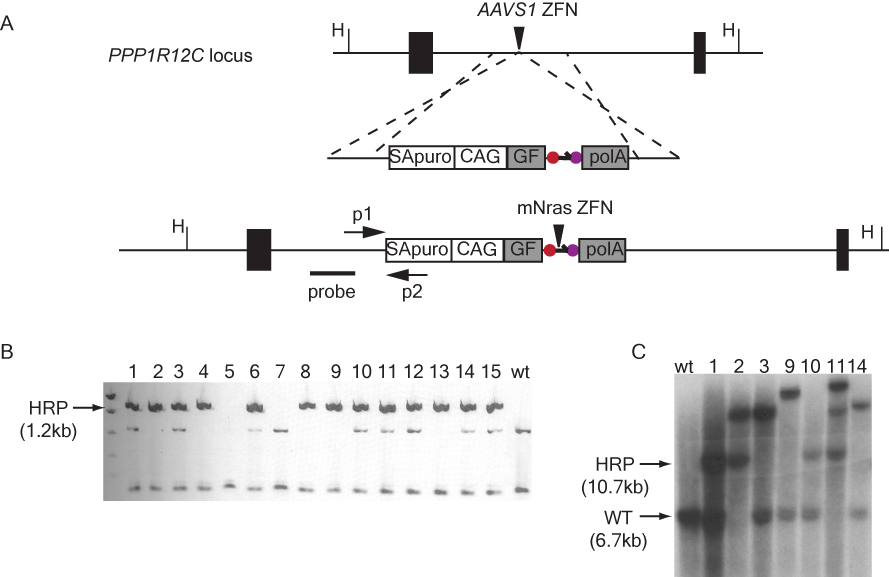 A
AAVS1 ZFN
H
H
PPP1R12C locus
SApuro CAG GF polA
p1
mNras ZFN
H
H
SApuro CAG GF polA
probe
p2
B
1 2 3 4 5 6 7 8 9 10 11 12 13 14 15 wt
HRP
(1.2kb)
C
wt 1 2 3 9 10 11 14
HRP
(10.7kb)
WT
(6.7kb)